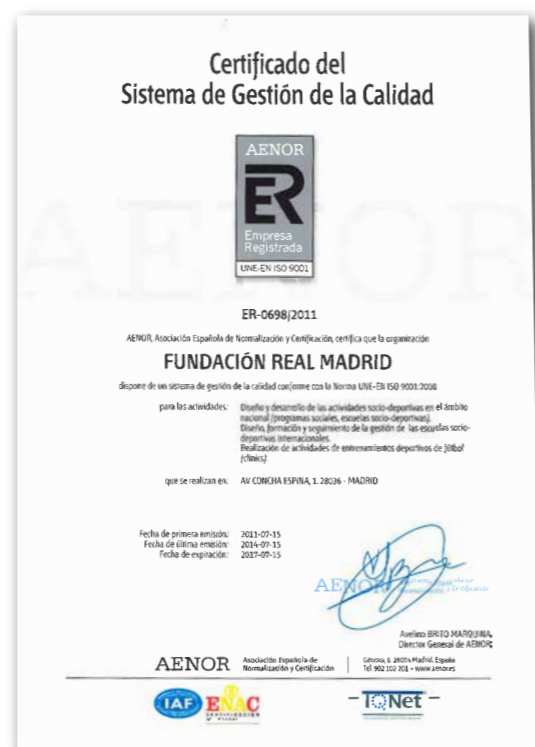 Certificado del
Sistema de Gestión de la Calidad
AENOR
ER
Empresa
Registrada
UNE-EN ISO 9001
ER-0698/2011
AENOR, Asociación Española de Normalización y Certificación, certifica que la organización
FUNDACIÓN REAL MADRID
dispone de un sistema de gestión de la calidad conforme con la Norma UNE-EN ISO 9001:2008
para las actividades: Diseño y desarrollo de las actividades socio-deportivas en el ámbito
nacional (programas sociales, escuelas socio-deportivas).
Diseño, formación y seguimiento de la gestión de las escuelas socio-
deportivas internacionales.
Realización de actividades de entrenamientos deportivos de fútbol
(clinics).
que se realizan en: AV CONCHA ESPINA, 1. 28036 - MADRID
Fecha de primera emisión: 2011-07-15
Fecha de última emisión: 2014-07-15
Fecha de expiración: 2017-07-15
AENOR
Avelino BRITO MARQUINA
Director General de AENOR
AENOR Asociación Española de
Normalización y Certificación
Génova, 6. 28004 Madrid. España
Tel. 902 102 201 - www.aenor.es
IAF
ENAC
CERTIFICACIÓN
IQNet